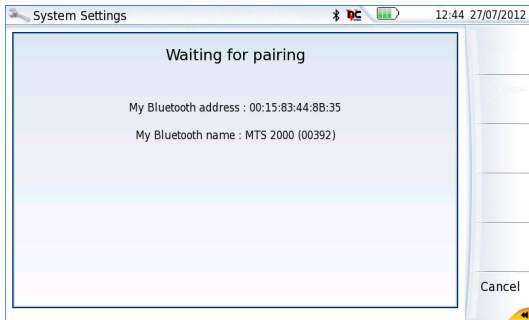 System Settings
12:44 27/07/2012
Waiting for pairing
My Bluetooth address : 00:15:83:44:8B:35
My Bluetooth name : MTS 2000 (00392)
Cancel